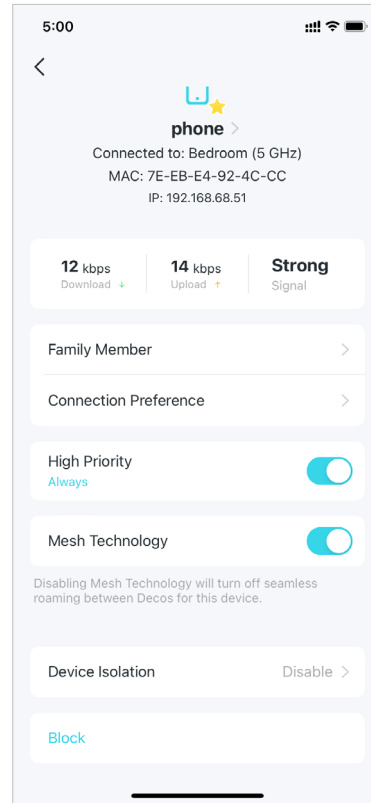 5:00
phone
Connected to: Bedroom (5 GHz)
MAC: 7E-EB-E4-92-4C-CC
IP: 192.168.68.51
12 kbps
Download ↓
14 kbps
Upload ↑
Strong
Signal
Family Member
Connection Preference
High Priority
Always
Mesh Technology
Disabling Mesh Technology will turn off seamless
roaming between Decos for this device.
Device Isolation Disable
Block